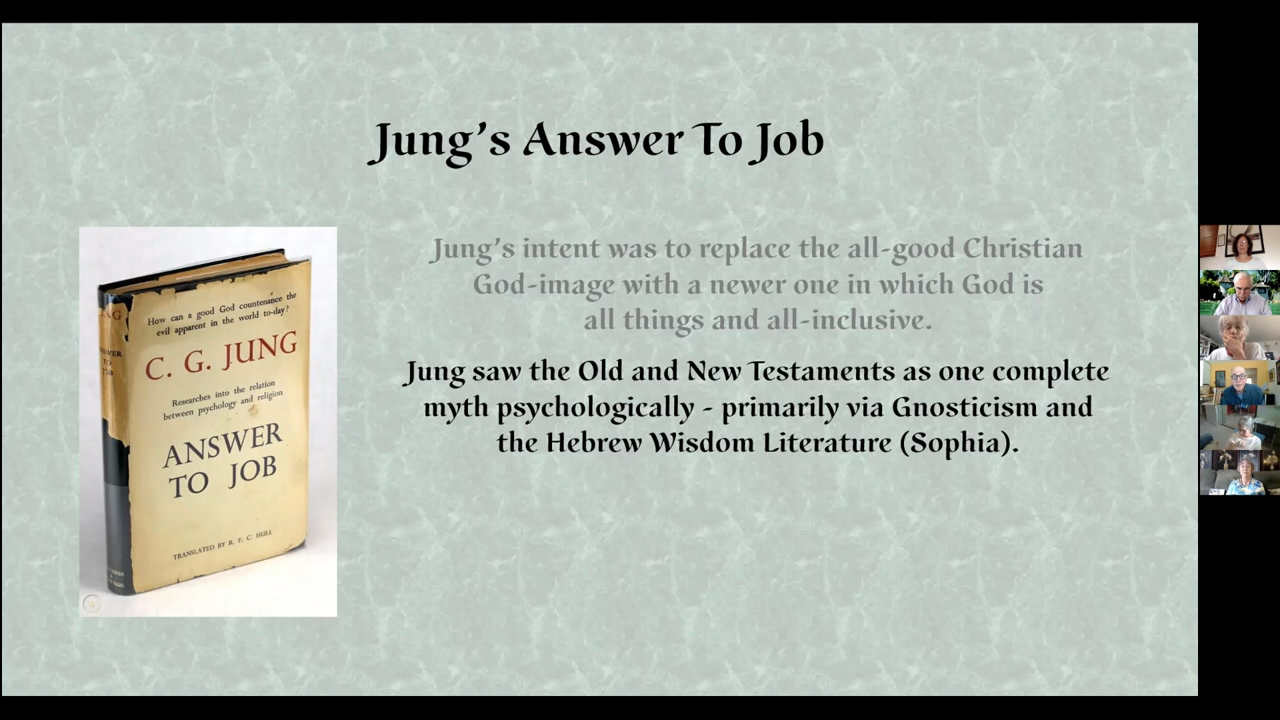 Jung's Answer To Job
Jung's intent was to replace the all-good Christian
God-image with a newer one in which God is
all things and all-inclusive.
Jung saw the Old and New Testaments as one complete
myth psychologically - primarily via Gnosticism and
the Hebrew Wisdom Literature (Sophia).
How can a good God countenance the
evil apparent in the world to-day?
C. G. JUNG
Researches into the relation
between psychology and religion
ANSWER
TO JOB
TRANSLATED BY R. F. C. HULL